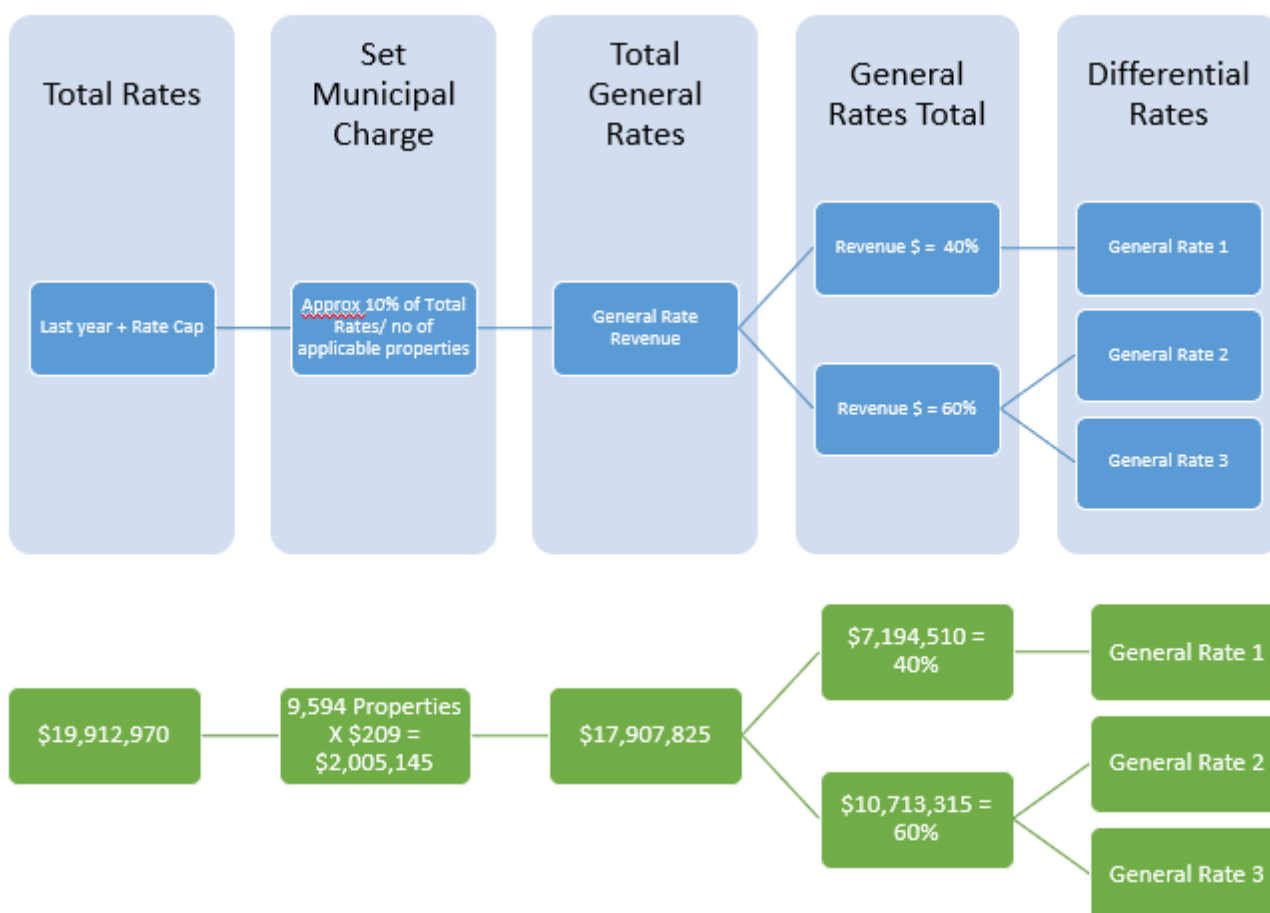 Total Rates
Set
Municipal
Charge
Total
General
Rates
General
Rates Total
Differential
Rates
Last year + Rate Cap
Approx 10% of Total
Rates/ no of
applicable properties
General Rate
Revenue
Revenue $ =  40%
Revenue $ = 60%
General Rate 1
General Rate 2
General Rate 3
$19,912,970
9,594 Properties
X $209 =
$2,005,145
$17,907,825
$7,194,510 =
40%
$10,713,315 =
60%
General Rate 1
General Rate 2
General Rate 3